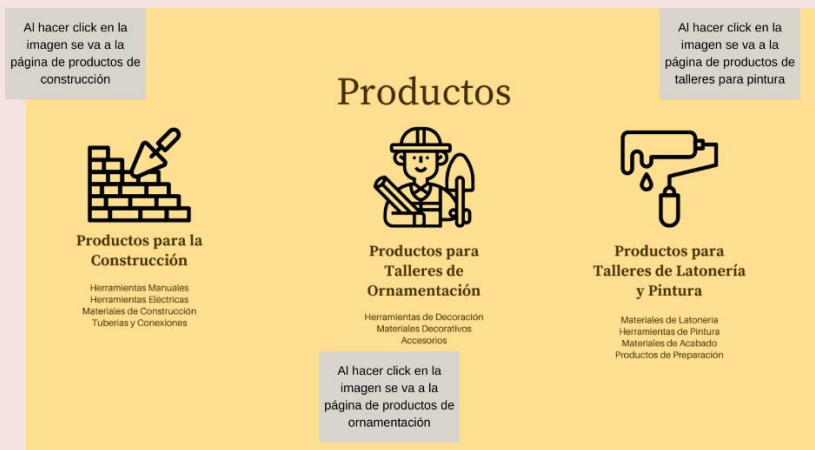 Al hacer click en la
imagen se va a la
página de productos de
construcción
Al hacer click en la
imagen se va a la
página de productos de
talleres para pintura
Productos
Productos para la
Construcción
Herramientas Manuales
Herramientas Eléctricas
Materiales de Construcción
Tuberías y Conexiones
Productos para
Talleres de
Ornamentación
Herramientas de Decoración
Materiales Decorativos
Accesorios
Productos para
Talleres de Latonería
y Pintura
Materiales de Latonería
Herramientas de Pintura
Materiales de Acabado
Productos de Preparación
Al hacer click en la
imagen se va a la
página de productos de
ornamentación